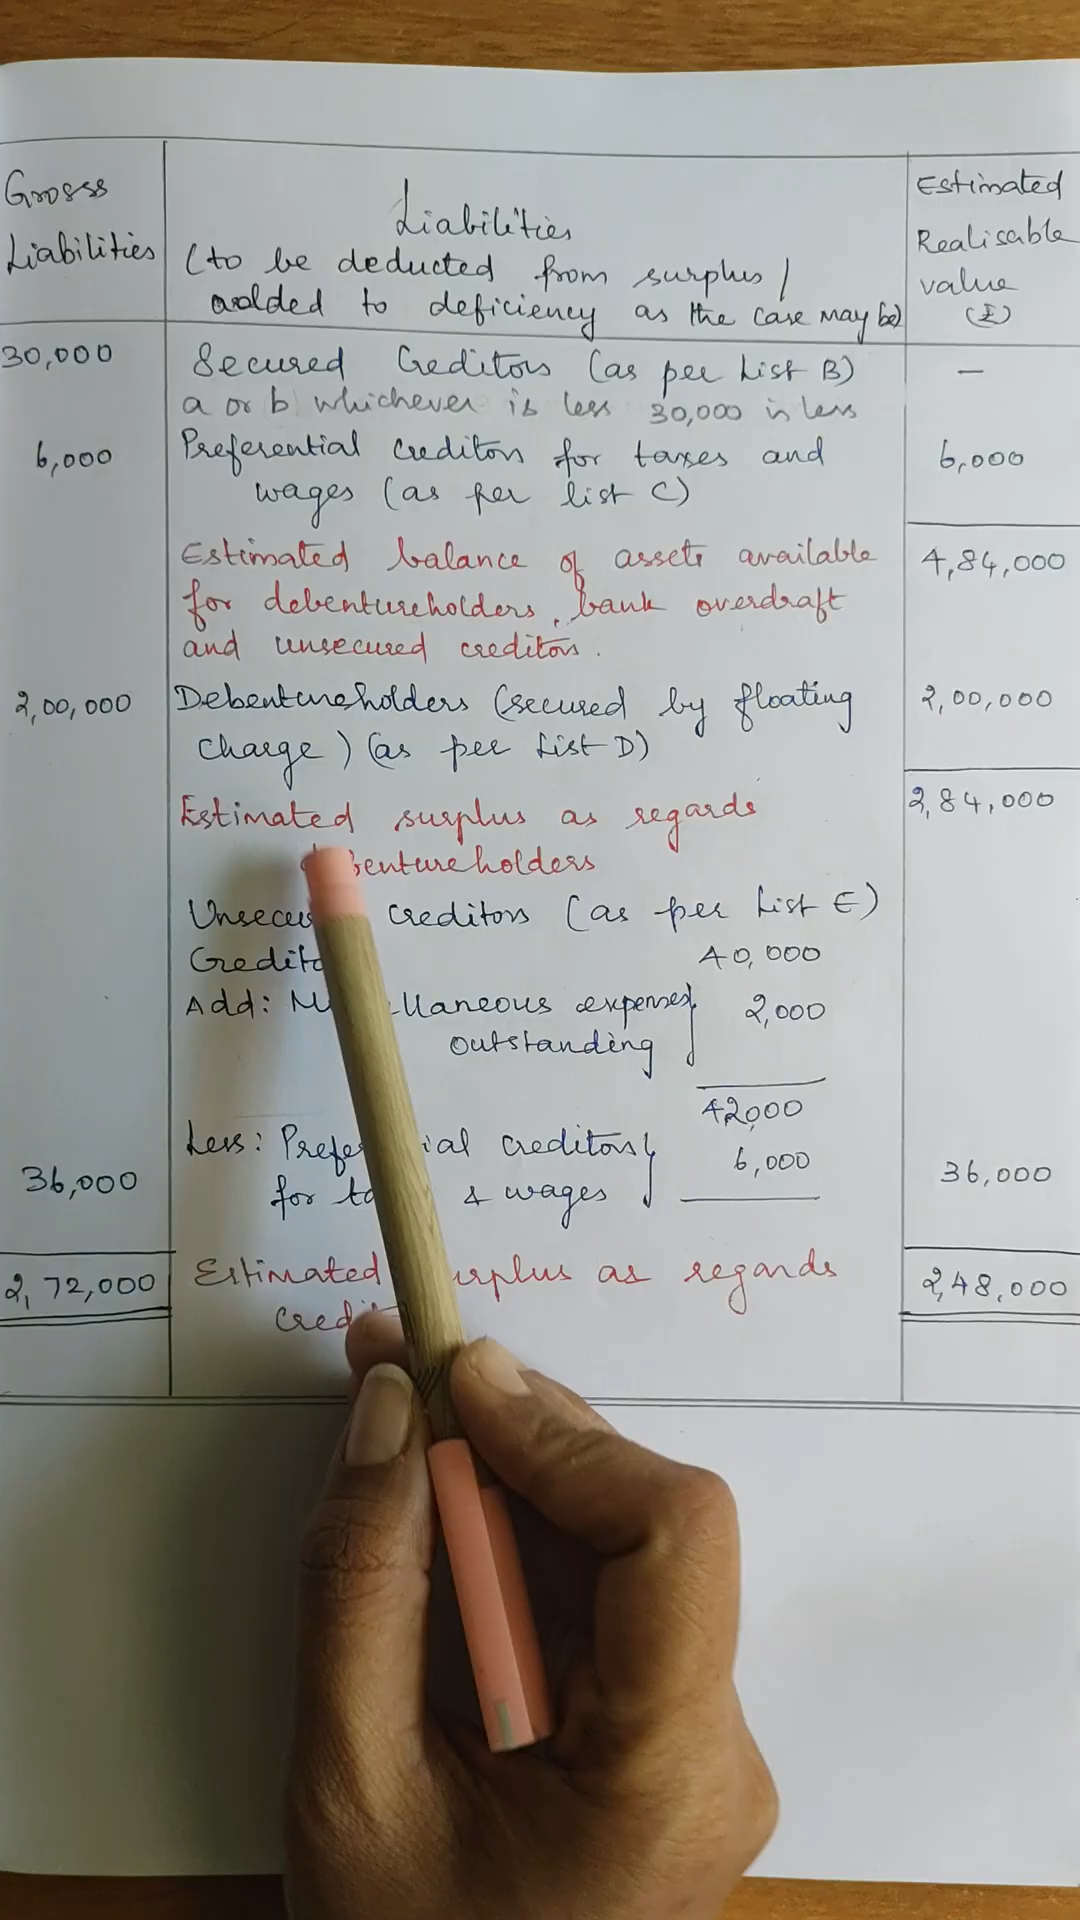 Grosss
Liabilities
Liabilities
(to be deducted from surplus /
added to deficiency as the case may be)
Estimated
Realisable
value
(₹)
30,000 Secured Creditors (as per List B) —
a or b whichever is less 30,000 is less
6,000 Preferential creditors for taxes and 6,000
wages (as per list C)
Estimated balance of assets available 4,84,000
for debentureholders, bank overdraft
and unsecured creditors.
2,00,000 Debentureholders (secured by floating 2,00,000
charge) (as per List D)
Estimated surplus as regards 2,84,000
debentureholders
creditors (as per List E)
40,000
Add: expenses 2,000
outstanding
42,000
Less: creditors 6,000
36,000 for & wages 36,000
2,72,000 Estimated surplus as regards 2,48,000